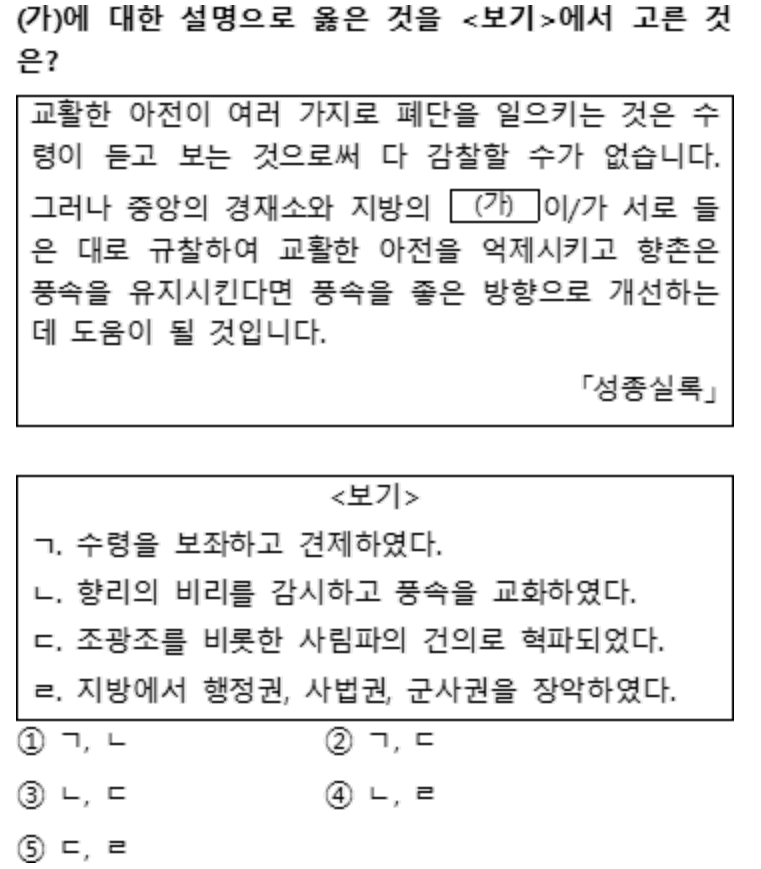 (가)에 대한 설명으로 옳은 것을 <보기>에서 고른 것
은?
교활한 아전이 여러 가지로 폐단을 일으키는 것은 수
령이 듣고 보는 것으로써 다 감찰할 수가 없습니다.
그러나 중앙의 경재소와 지방의 (가) 이/가 서로 들
은 대로 규찰하여 교활한 아전을 억제시키고 향촌은
풍속을 유지시킨다면 풍속을 좋은 방향으로 개선하는
데 도움이 될 것입니다.
「성종실록」
<보기>
ㄱ. 수령을 보좌하고 견제하였다.
ㄴ. 향리의 비리를 감시하고 풍속을 교화하였다.
ㄷ. 조광조를 비롯한 사림파의 건의로 혁파되었다.
ㄹ. 지방에서 행정권, 사법권, 군사권을 장악하였다.
① ㄱ, ㄴ ② ㄱ, ㄷ
③ ㄴ, ㄷ ④ ㄴ, ㄹ
⑤ ㄷ, ㄹ